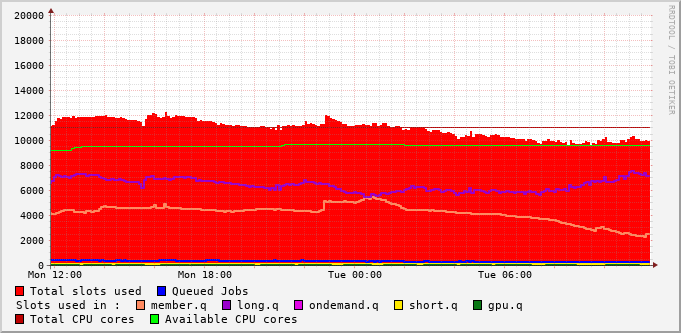 20000
18000
16000
14000
12000
10000
8000
6000
4000
2000
0
Mon 12:00 Mon 18:00 Tue 00:00 Tue 06:00
Total slots used Queued Jobs
Slots used in : member.q long.q ondemand.q short.q gpu.q
Total CPU cores Available CPU cores
RRDTOOL / TOBI OETIKER